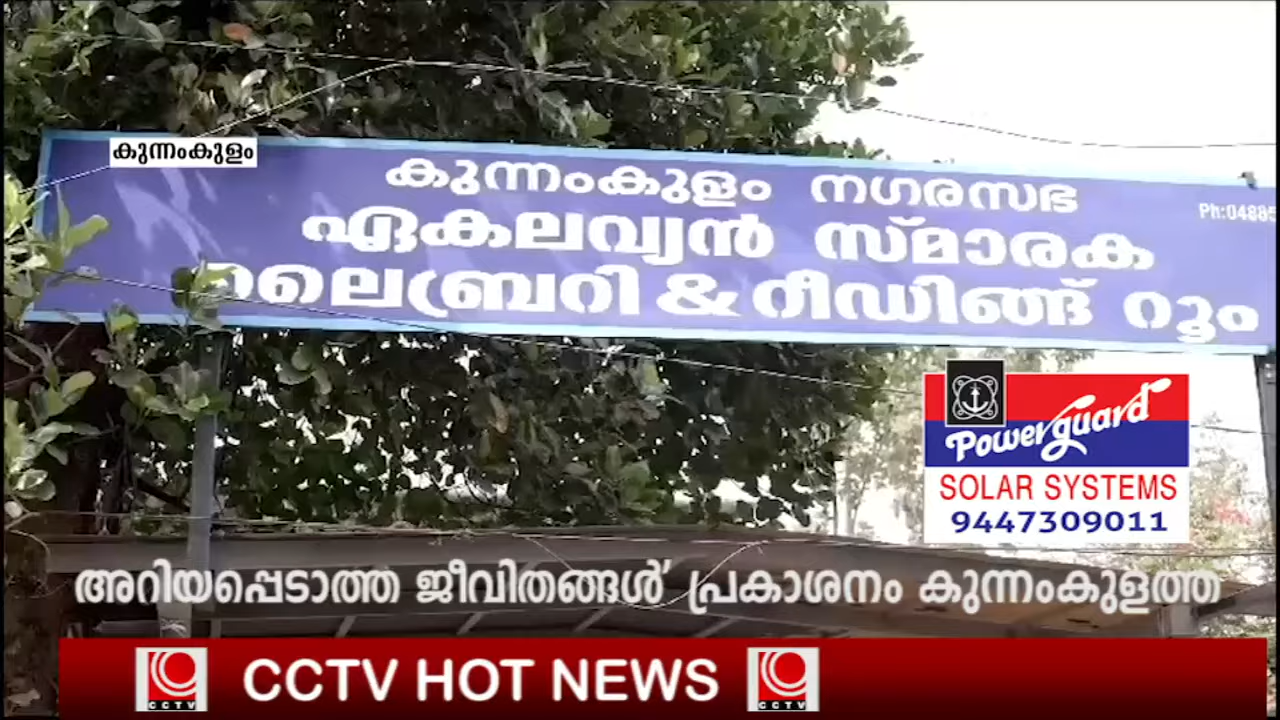 കുന്നംകുളം
കുന്നംകുളം നഗരസഭ
Ph:04885
ഏകലവ്യൻ സ്മാരക
ലൈബ്രറി & റീഡിങ്ങ് റൂം
Powerguard
SOLAR SYSTEMS
9447309011
അറിയപ്പെടാത്ത ജീവിതങ്ങള്' പ്രകാശനം കുന്നംകുളത്ത
CCTV CCTV HOT NEWS CCTV